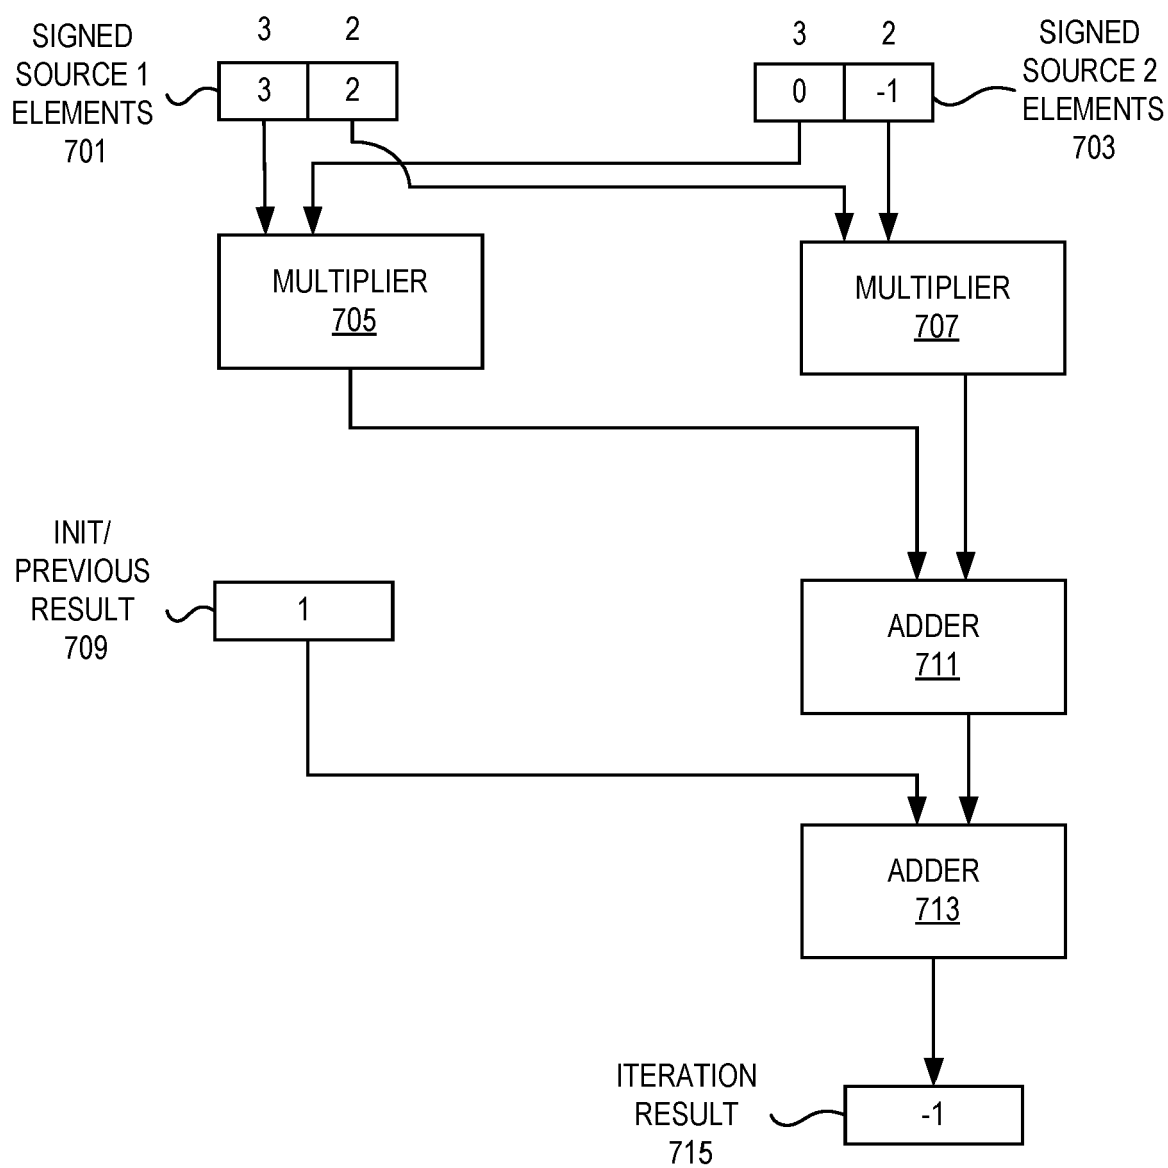 SIGNED
SOURCE 1
ELEMENTS
701
3 2
3 2
3 2
0 -1
SIGNED
SOURCE 2
ELEMENTS
703
MULTIPLIER
705
MULTIPLIER
707
INIT/
PREVIOUS
RESULT
709
1
ADDER
711
ADDER
713
ITERATION
RESULT
715
-1